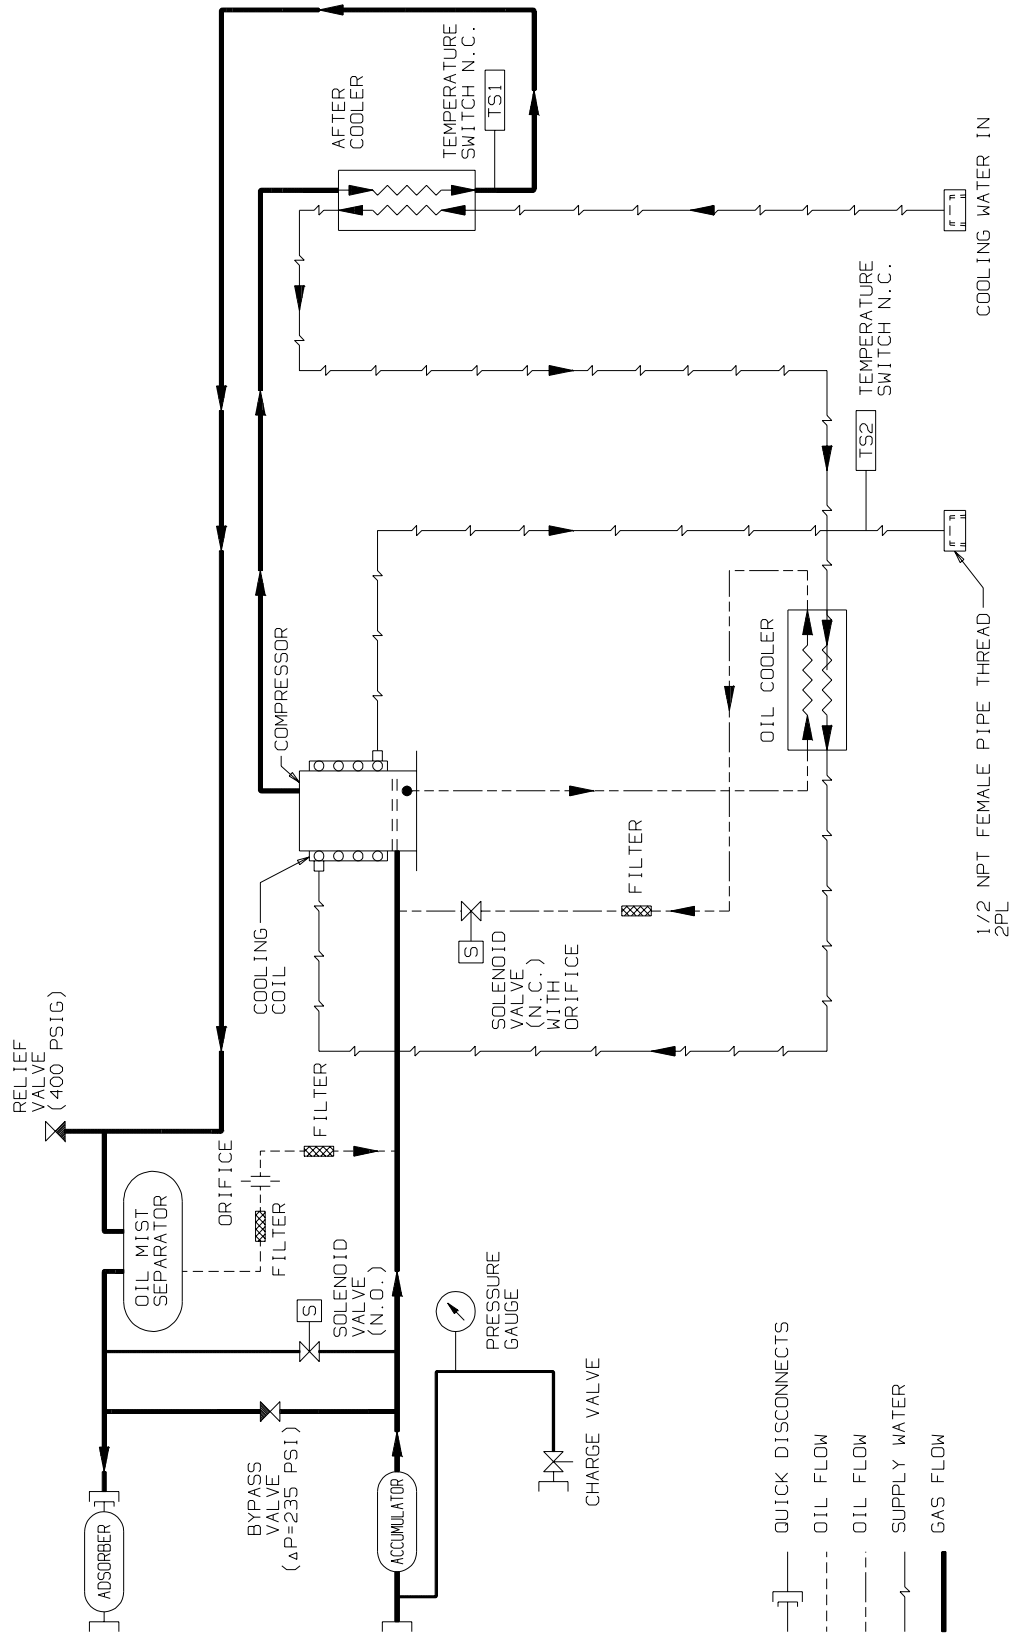 RELIEF
VALVE
(400 PSIG)
OIL MIST
SEPARATOR
ADSORBER
BYPASS
VALVE
(△P=235 PSI)
SOLENOID
VALVE
(N.O.)
S
FILTER
ORIFICE
FILTER
ACCUMULATOR
PRESSURE
GAUGE
CHARGE VALVE
COOLING
COIL
COMPRESSOR
SOLENOID
VALVE
(N.C.)
WITH
ORIFICE
S
FILTER
OIL COOLER
AFTER
COOLER
TEMPERATURE
SWITCH N.C.
TS1
TEMPERATURE
SWITCH N.C.
TS2
COOLING WATER IN
1/2 NPT FEMALE PIPE THREAD
2PL
QUICK DISCONNECTS
OIL FLOW
OIL FLOW
SUPPLY WATER
GAS FLOW